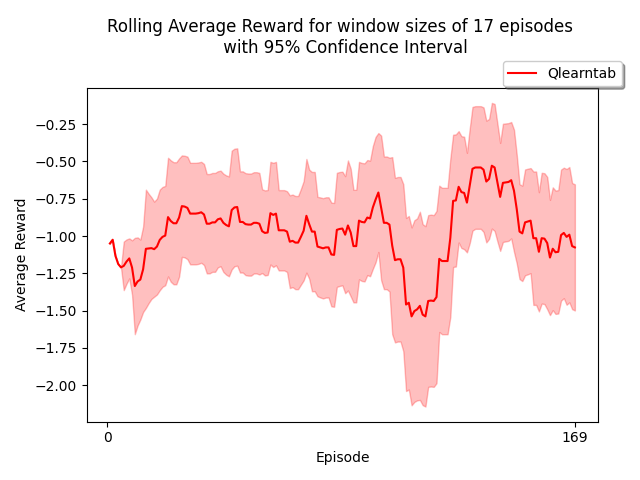 Rolling Average Reward for window sizes of 17 episodes
with 95% Confidence Interval
Qlearntab
−0.25
−0.50
−0.75
−1.00
−1.25
−1.50
−1.75
−2.00
Average Reward
0
169
Episode